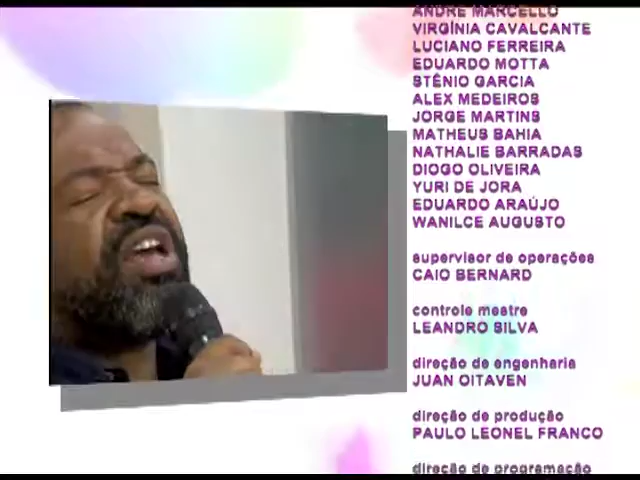 ANDRÉ MARCELLO
VIRGÍNIA CAVALCANTE
LUCIANO FERREIRA
EDUARDO MOTTA
STÊNIO GARCIA
ALEX MEDEIROS
JORGE MARTINS
MATHEUS BAHIA
NATHALIE BARRADAS
DIOGO OLIVEIRA
YURI DE JORA
EDUARDO ARAÚJO
WANILCE AUGUSTO
supervisor de operações
CAIO BERNARD
controle mestre
LEANDRO SILVA
direção de engenharia
JUAN OITAVEN
direção de produção
PAULO LEONEL FRANCO
direção de programação